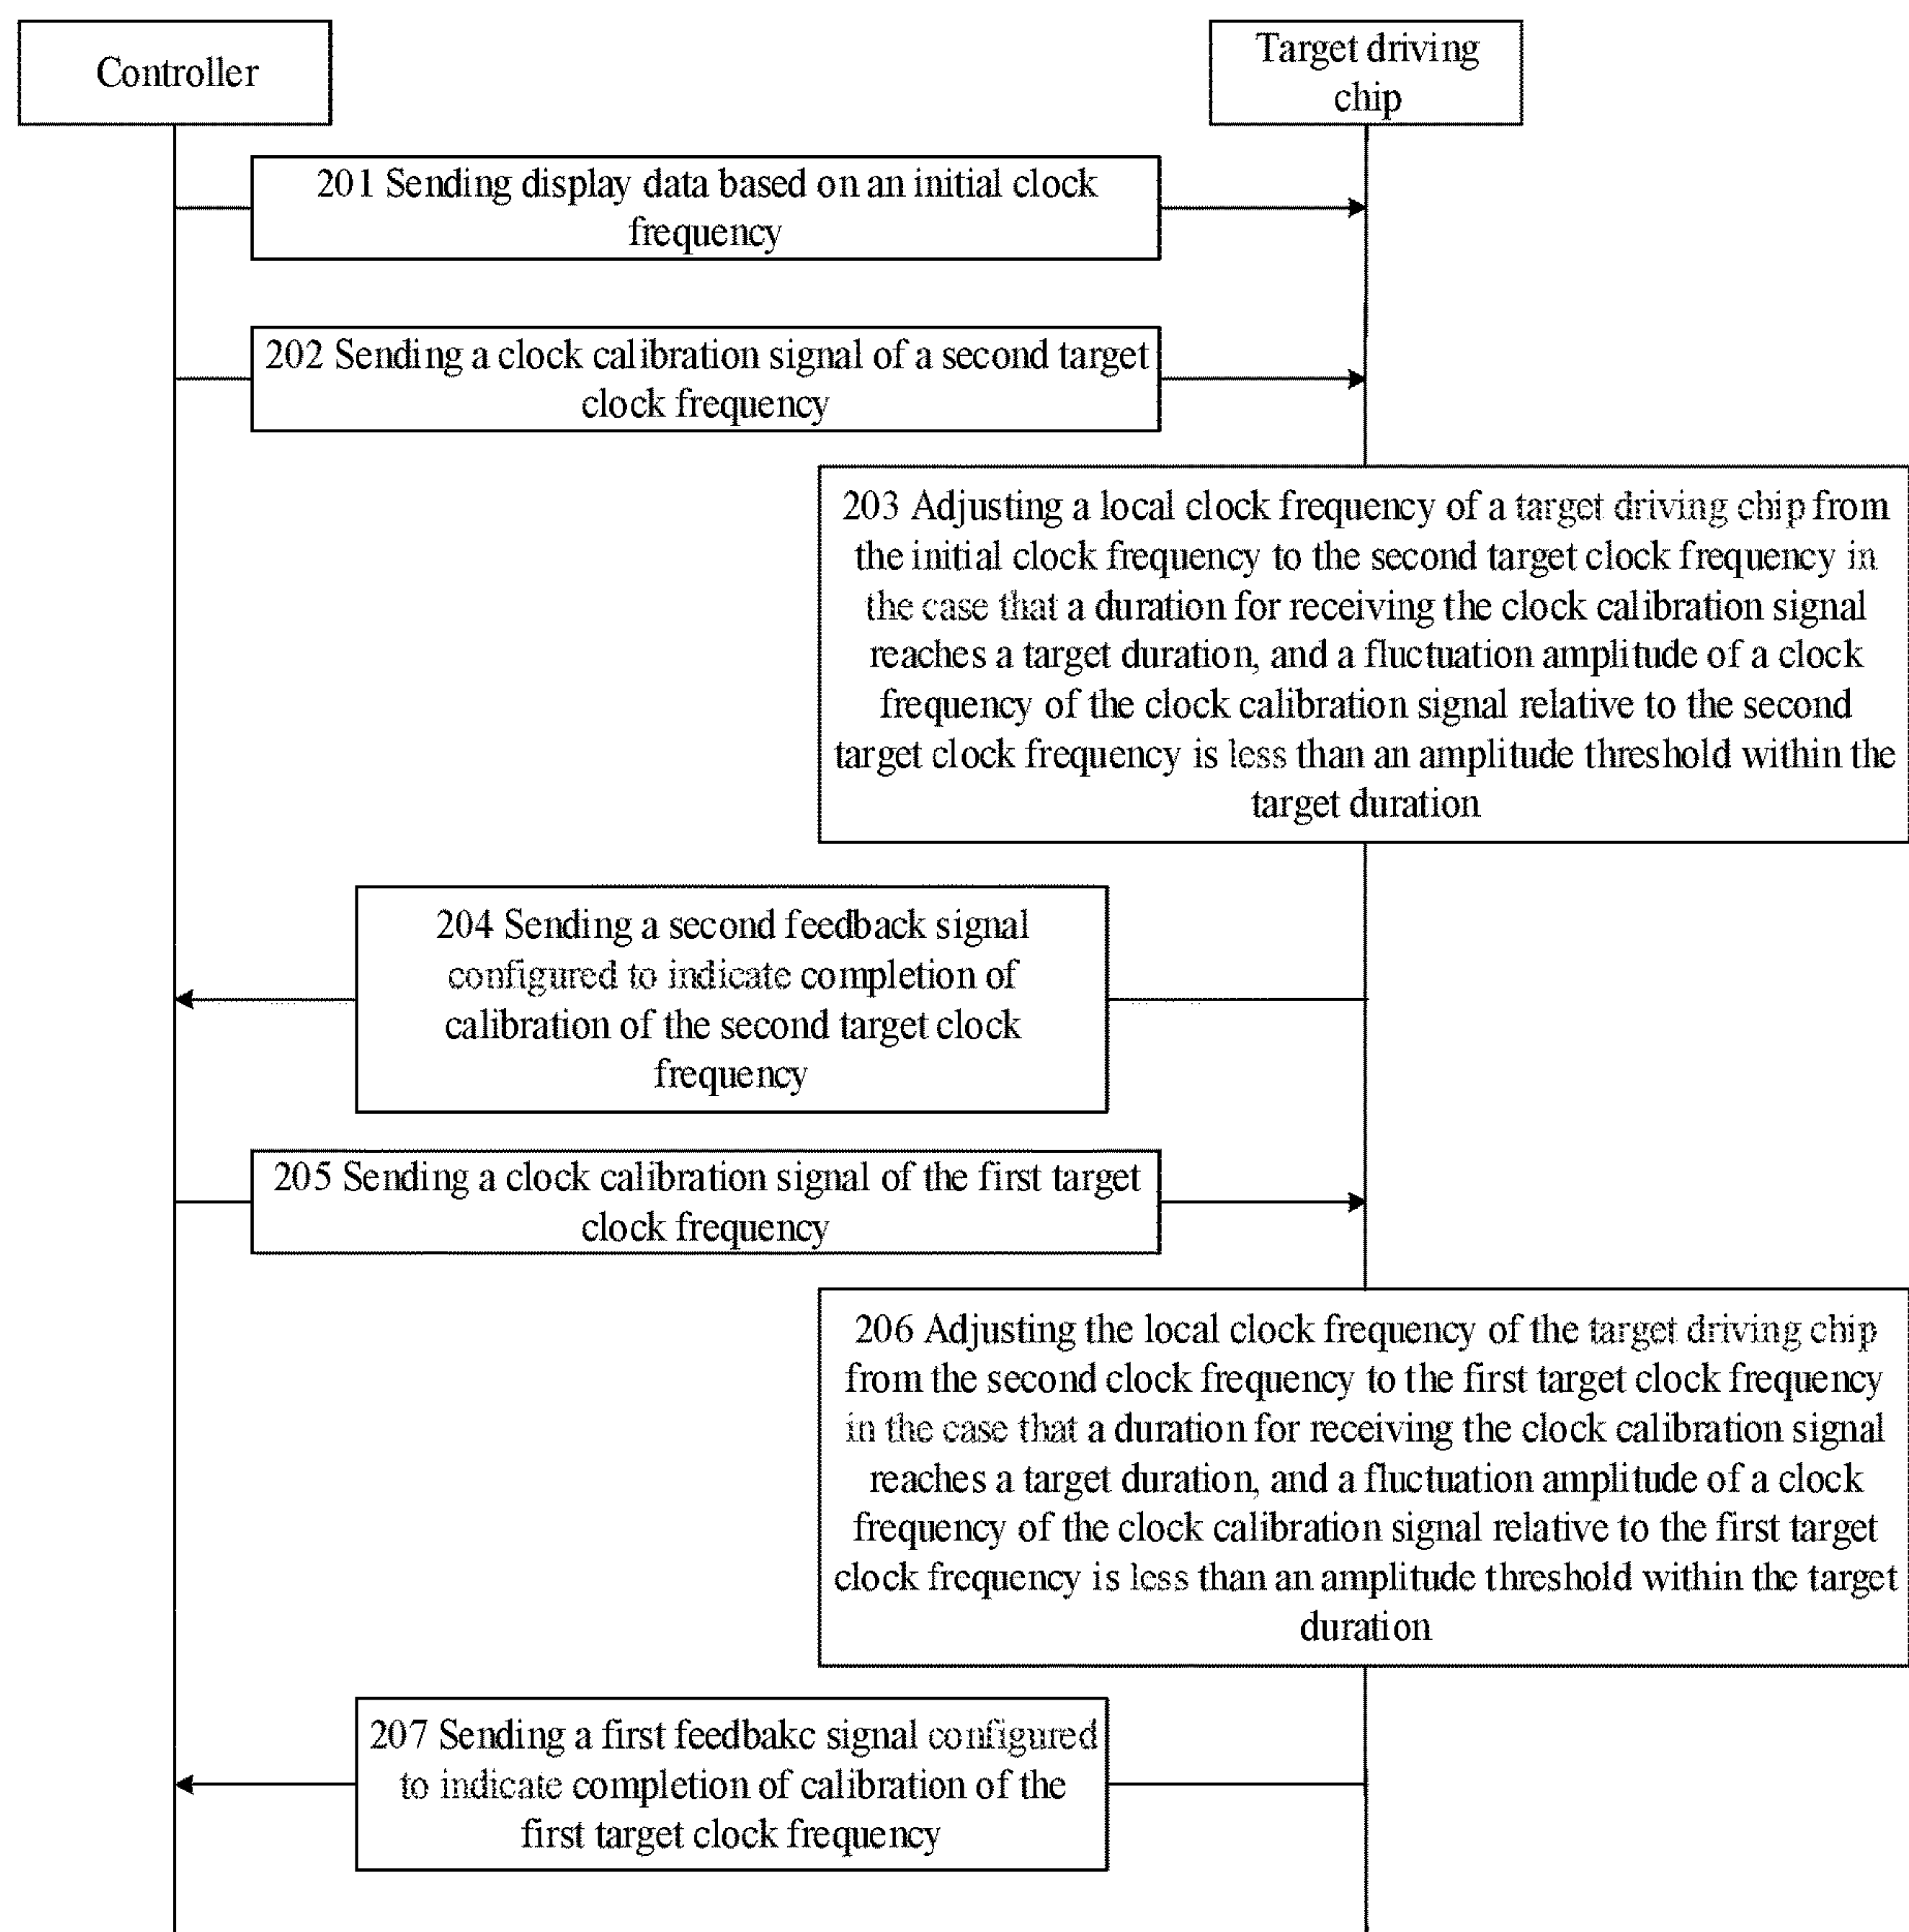 Controller
Target driving
chip
201 Sending display data based on an initial clock
frequency
202 Sending a clock calibration signal of a second target
clock frequency
203 Adjusting a local clock frequency of a target driving chip from
the initial clock frequency to the second target clock frequency in
the case that a duration for receiving the clock calibration signal
reaches a target duration, and a fluctuation amplitude of a clock
frequency of the clock calibration signal relative to the second
target clock frequency is less than an amplitude threshold within the
target duration
204 Sending a second feedback signal
configured to indicate completion of
calibration of the second target clock
frequency
205 Sending a clock calibration signal of the first target
clock frequency
206 Adjusting the local clock frequency of the target driving chip
from the second clock frequency to the first target clock frequency
in the case that a duration for receiving the clock calibration signal
reaches a target duration, and a fluctuation amplitude of a clock
frequency of the clock calibration signal relative to the first target
clock frequency is less than an amplitude threshold within the target
duration
207 Sending a first feedbakc signal configured
to indicate completion of calibration of the
first target clock frequency